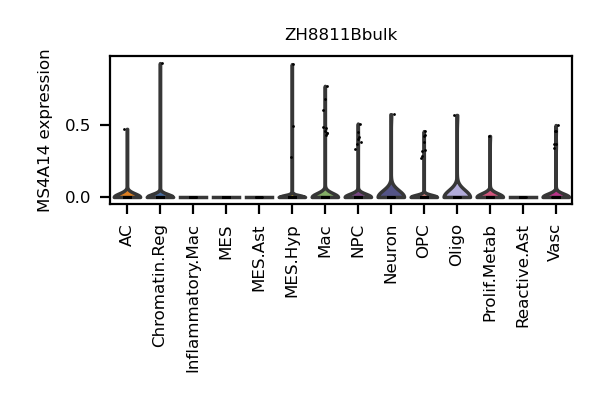 ZH8811Bbulk
MS4A14 expression
0.5
0.0
AC
Chromatin.Reg
Inflammatory.Mac
MES
MES.Ast
MES.Hyp
Mac
NPC
Neuron
OPC
Oligo
Prolif.Metab
Reactive.Ast
Vasc